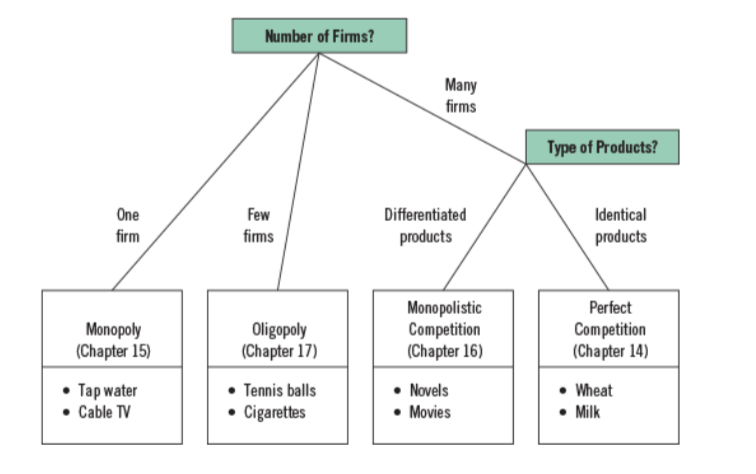 Number of Firms?
Many
firms
Type of Products?
One
firm
Few
firms
Differentiated
products
Identical
products
Monopoly
(Chapter 15)
• Tap water
• Cable TV
Oligopoly
(Chapter 17)
• Tennis balls
• Cigarettes
Monopolistic
Competition
(Chapter 16)
• Novels
• Movies
Perfect
Competition
(Chapter 14)
• Wheat
• Milk